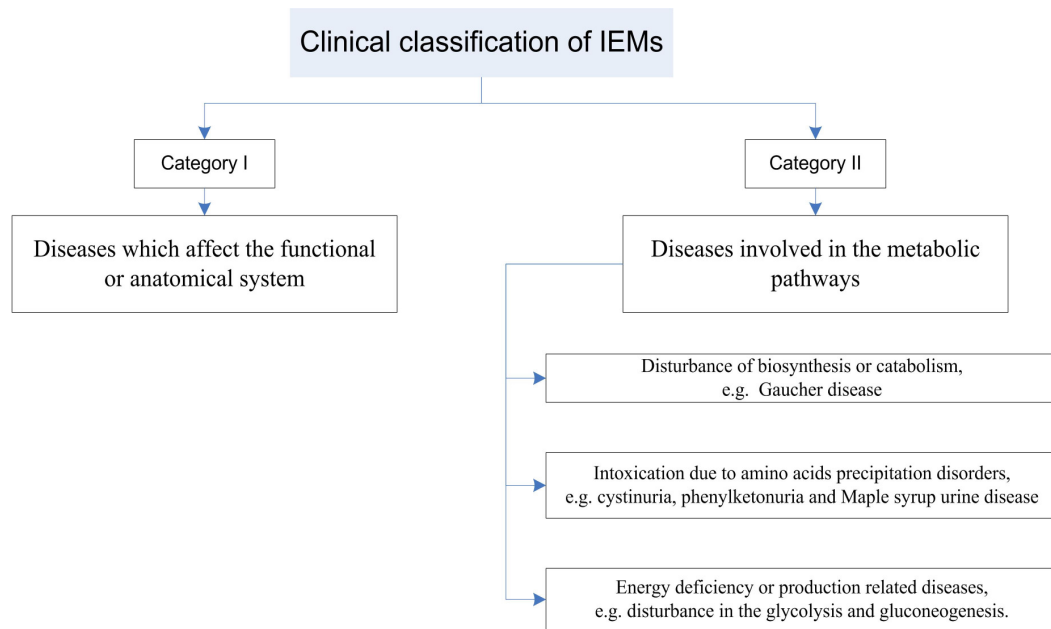 Clinical classification of IEMs
Category I
Category II
Diseases which affect the functional
or anatomical system
Diseases involved in the metabolic
pathways
Disturbance of biosynthesis or catabolism,
e.g. Gaucher disease
Intoxication due to amino acids precipitation disorders,
e.g. cystinuria, phenylketonuria and Maple syrup urine disease
Energy deficiency or production related diseases,
e.g. disturbance in the glycolysis and gluconeogenesis.